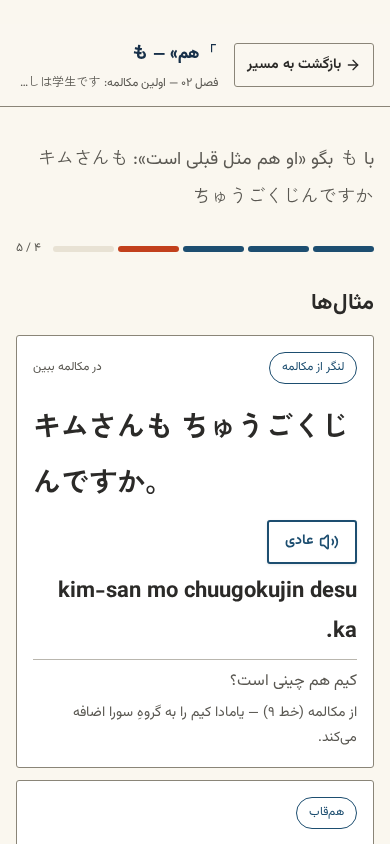 → بازگشت به مسیر
「هم» — も
فصل ۰۲ — اولین مکالمه: しは学生です…
با も بگو «او هم مثل قبلی است»: キムさんも
ちゅうごくじんですか
۴ / ۵
مثال‌ها
لنگر از مکالمه
در مکالمه ببین
キムさんも ちゅうごくじ
んですか。
عادی
kim-san mo chuugokujin desu
ka.
کیم هم چینی است؟
از مکالمه (خط ۹) — یامادا کیم را به گروهِ سورا اضافه
می‌کند.
هم‌قاب